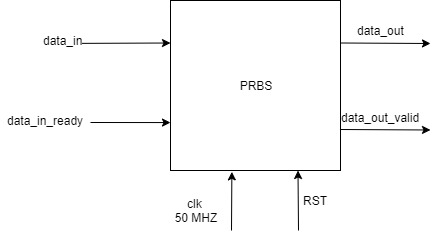 data_out
data_in
PRBS
data_in_ready
data_out_valid
clk
50 MHZ
RST